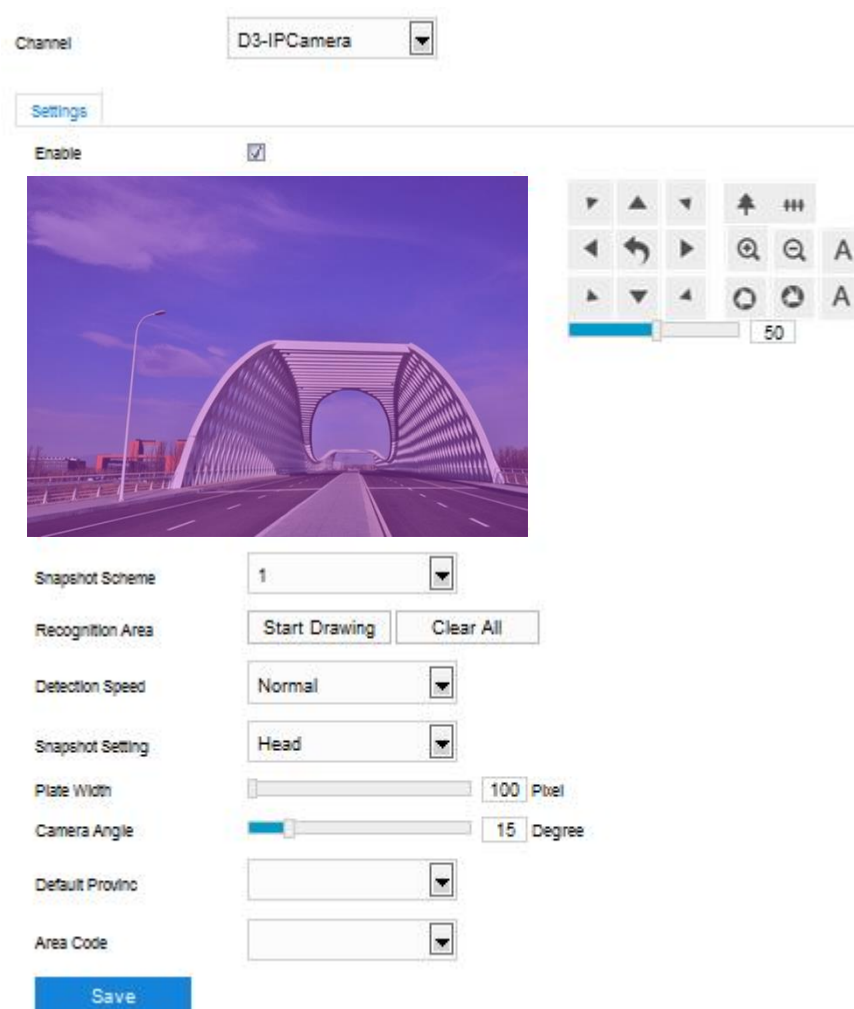 Channel D3-IPCamera
Settings
Enable
A
A
50
Snapshot Scheme 1
Recognition Area Start Drawing Clear All
Detection Speed Normal
Snapshot Setting Head
Plate Width 100 Pixel
Camera Angle 15 Degree
Default Provinc
Area Code
Save